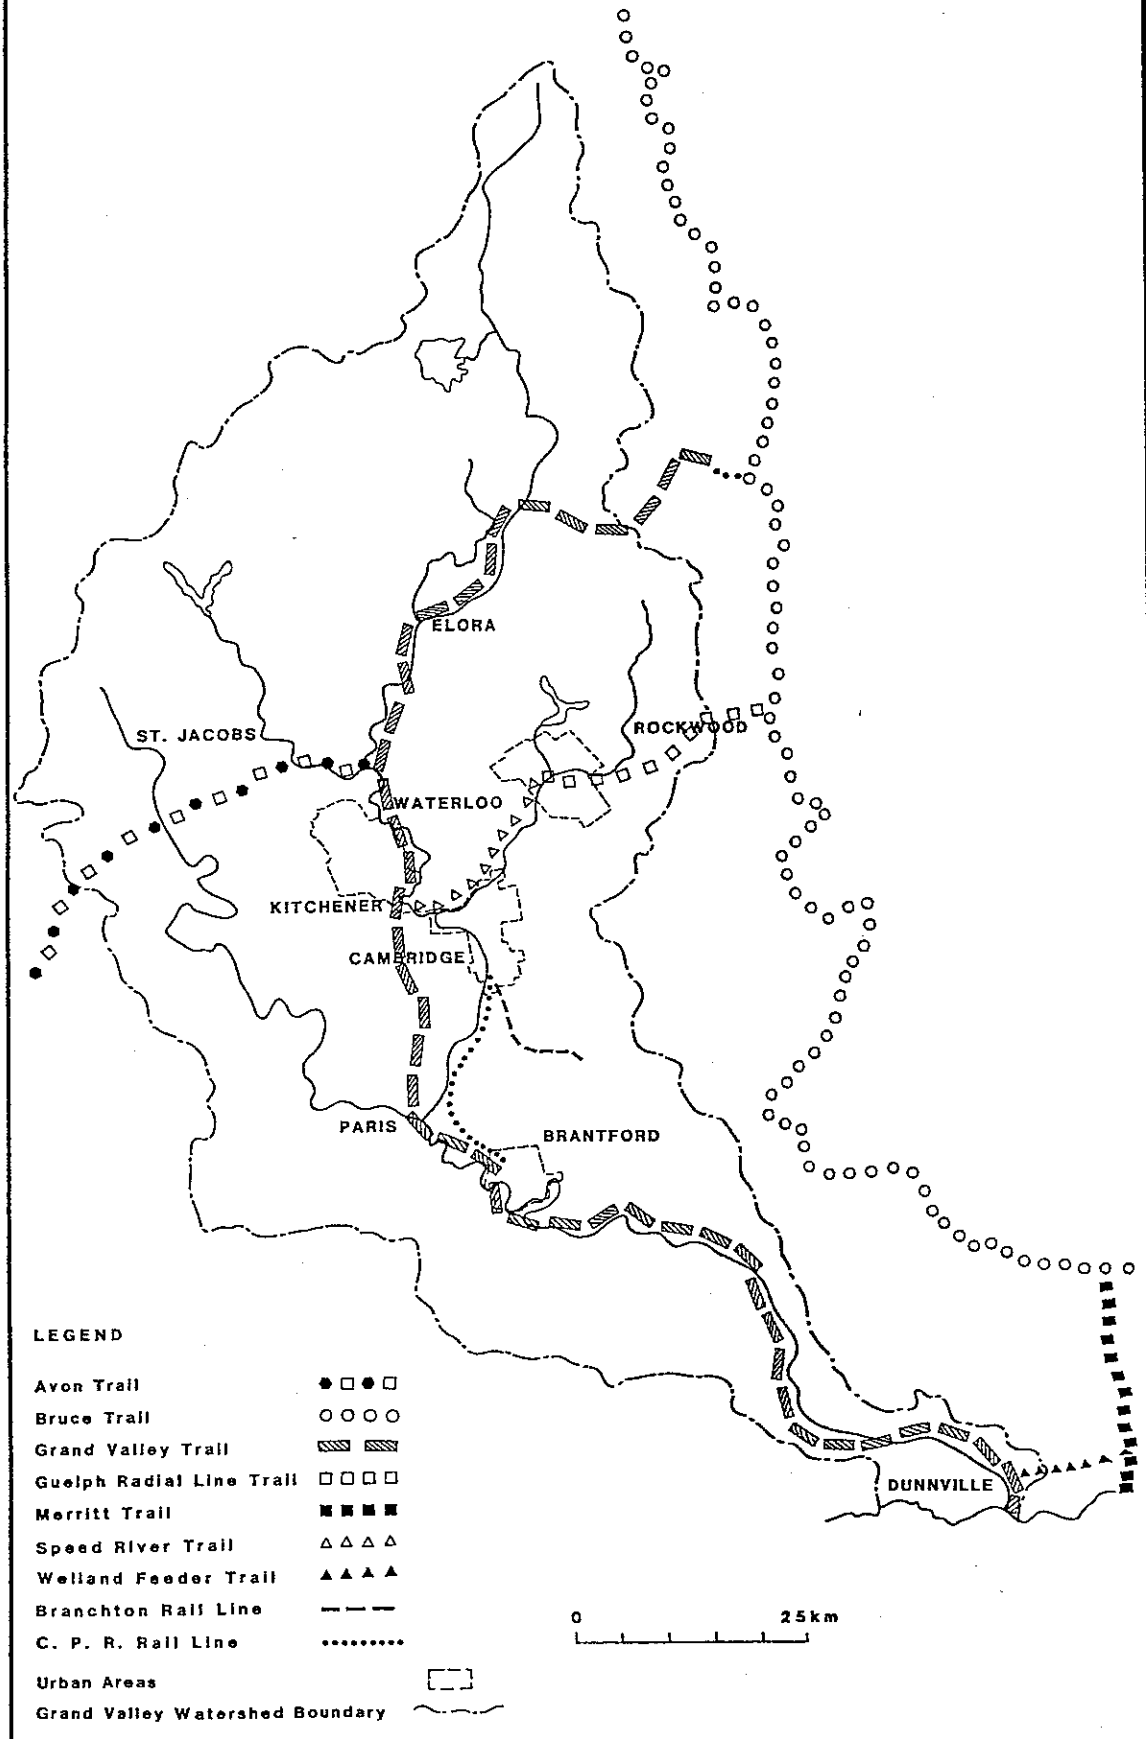 ELORA
ST. JACOBS
ROCKWOOD
WATERLOO
KITCHENER
CAMBRIDGE
PARIS
BRANTFORD
DUNNVILLE
LEGEND
Avon Trail
Bruce Trail
Grand Valley Trail
Guelph Radial Line Trail
Merritt Trail
Speed River Trail
Welland Feeder Trail
Branchton Rail Line
C. P. R. Rail Line
Urban Areas
Grand Valley Watershed Boundary
0 25km